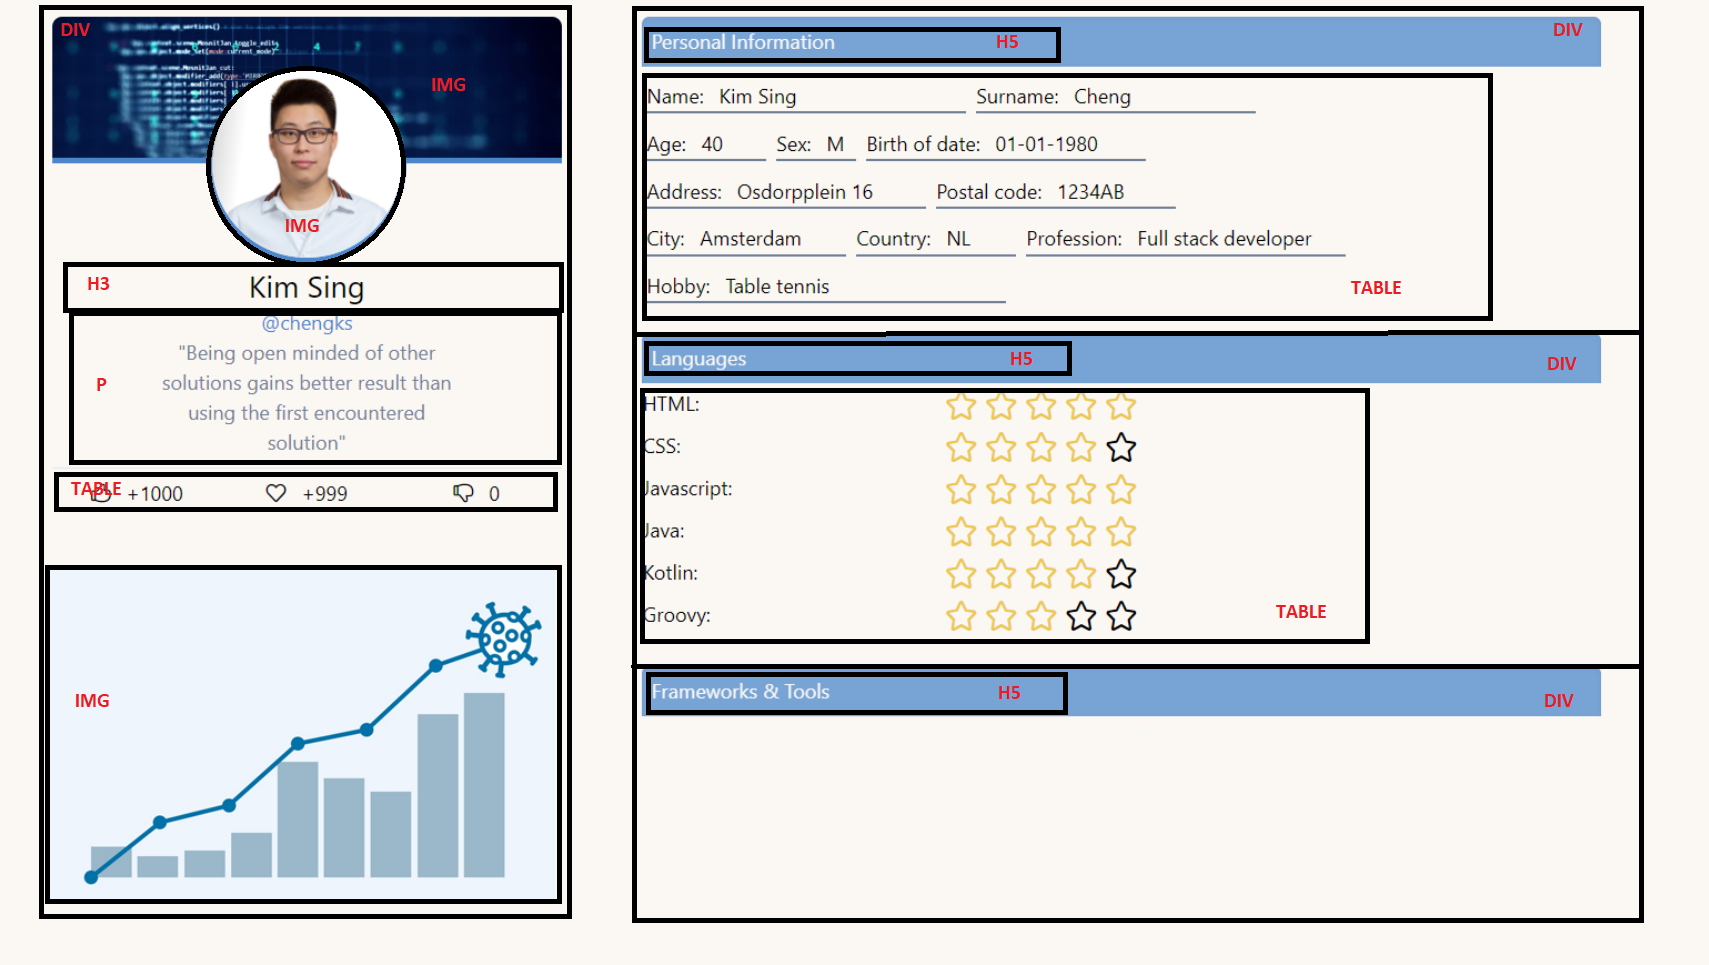 DIV
align_vertices()
IMG
IMG
H3
Kim Sing
@chengks
"Being open minded of other
solutions gains better result than
using the first encountered
solution"
P
TABLE +1000 +999 0
IMG
Personal Information H5 DIV
Name: Kim Sing Surname: Cheng
Age: 40 Sex: M Birth of date: 01-01-1980
Address: Osdorpplein 16 Postal code: 1234AB
City: Amsterdam Country: NL Profession: Full stack developer
Hobby: Table tennis TABLE
Languages H5 DIV
HTML:
CSS:
Javascript:
Java:
Kotlin:
Groovy: TABLE
Frameworks & Tools H5 DIV